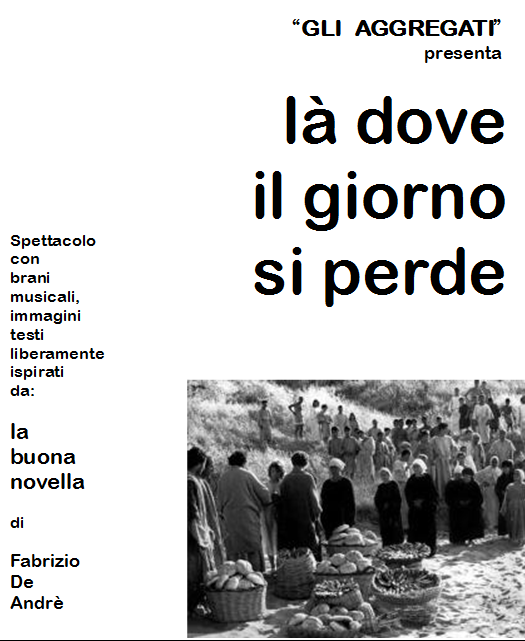 “GLI AGGREGATI”
presenta
là dove
il giorno
si perde
Spettacolo
con
brani
musicali,
immagini
testi
liberamente
ispirati
da:
la
buona
novella
di
Fabrizio
De
Andrè